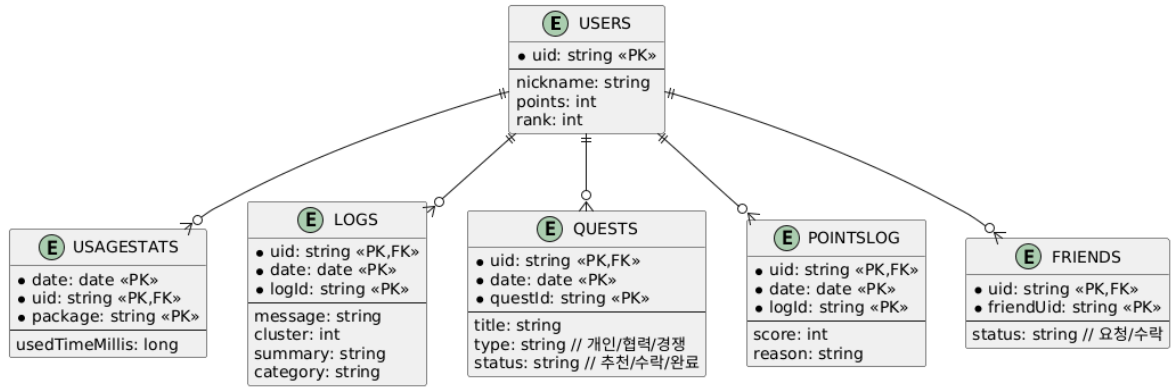 E USERS
* uid: string «PK»
nickname: string
points: int
rank: int
E USAGESTATS
* date: date «PK»
* uid: string «PK,FK»
* package: string «PK»
usedTimeMillis: long
E LOGS
* uid: string «PK,FK»
* date: date «PK»
* logId: string «PK»
message: string
cluster: int
summary: string
category: string
E QUESTS
* uid: string «PK,FK»
* date: date «PK»
* questId: string «PK»
title: string
type: string // 개인/협력/경쟁
status: string // 추천/수락/완료
E POINTSLOG
* uid: string «PK,FK»
* date: date «PK»
* logId: string «PK»
score: int
reason: string
E FRIENDS
* uid: string «PK,FK»
* friendUid: string «PK»
status: string // 요청/수락